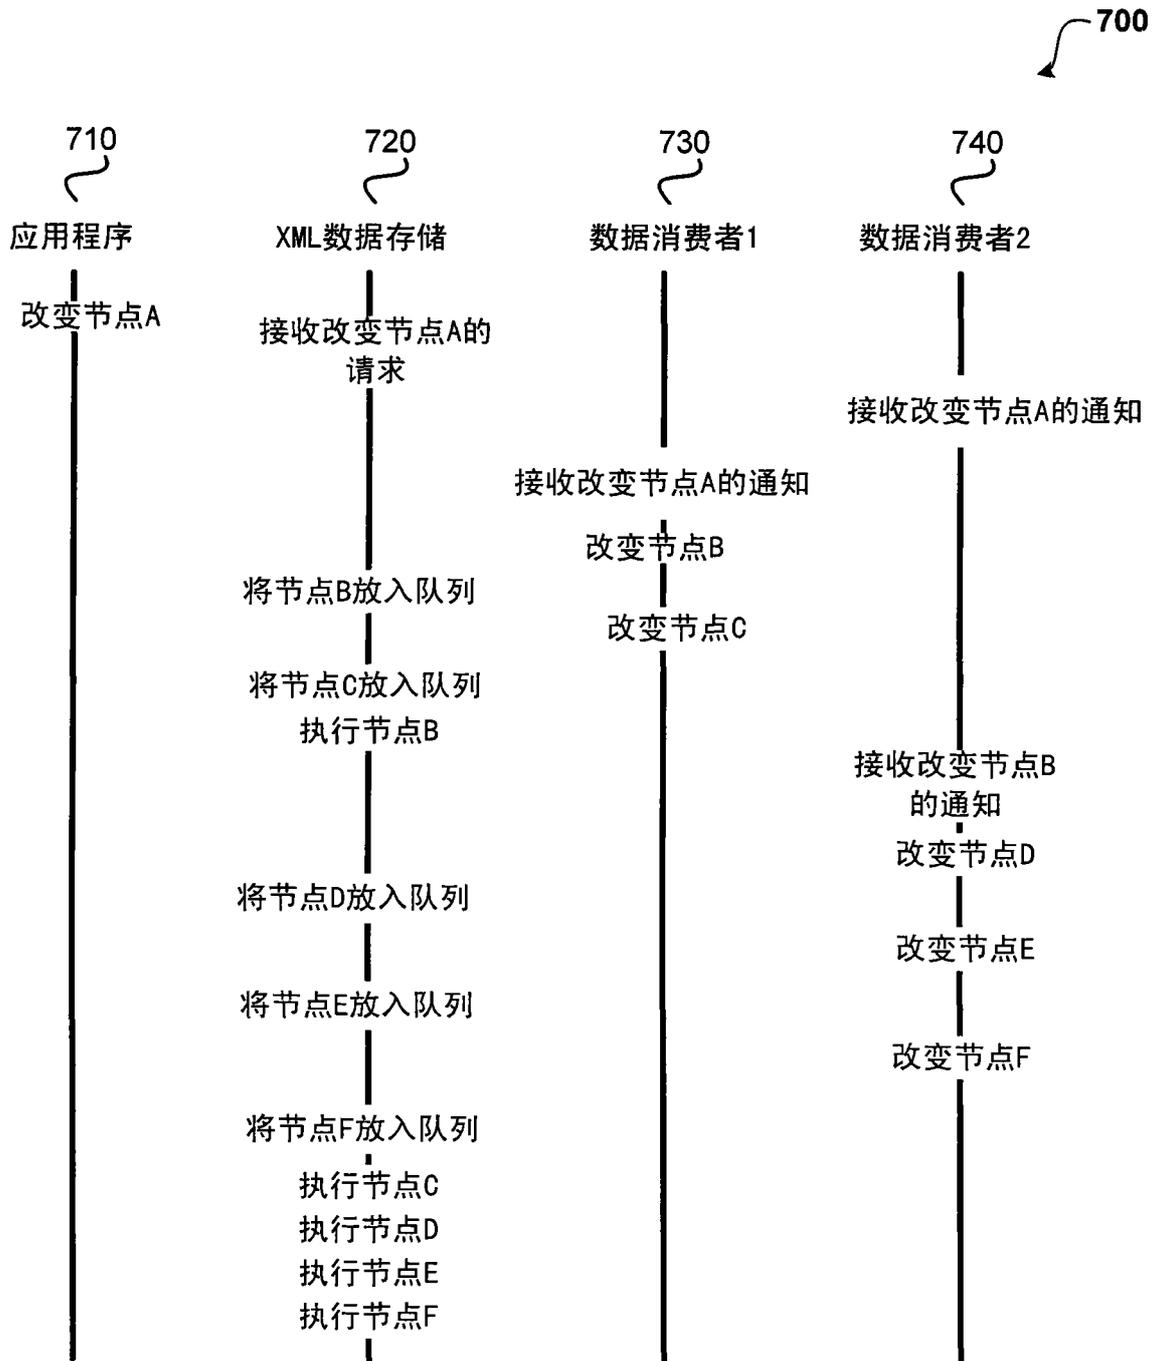 700
710
720
730
740
应用程序
XML数据存储
数据消费者1
数据消费者2
改变节点A
接收改变节点A的
请求
接收改变节点A的通知
接收改变节点A的通知
改变节点B
将节点B放入队列
改变节点C
将节点C放入队列
执行节点B
接收改变节点B
的通知
改变节点D
将节点D放入队列
改变节点E
将节点E放入队列
改变节点F
将节点F放入队列
执行节点C
执行节点D
执行节点E
执行节点F